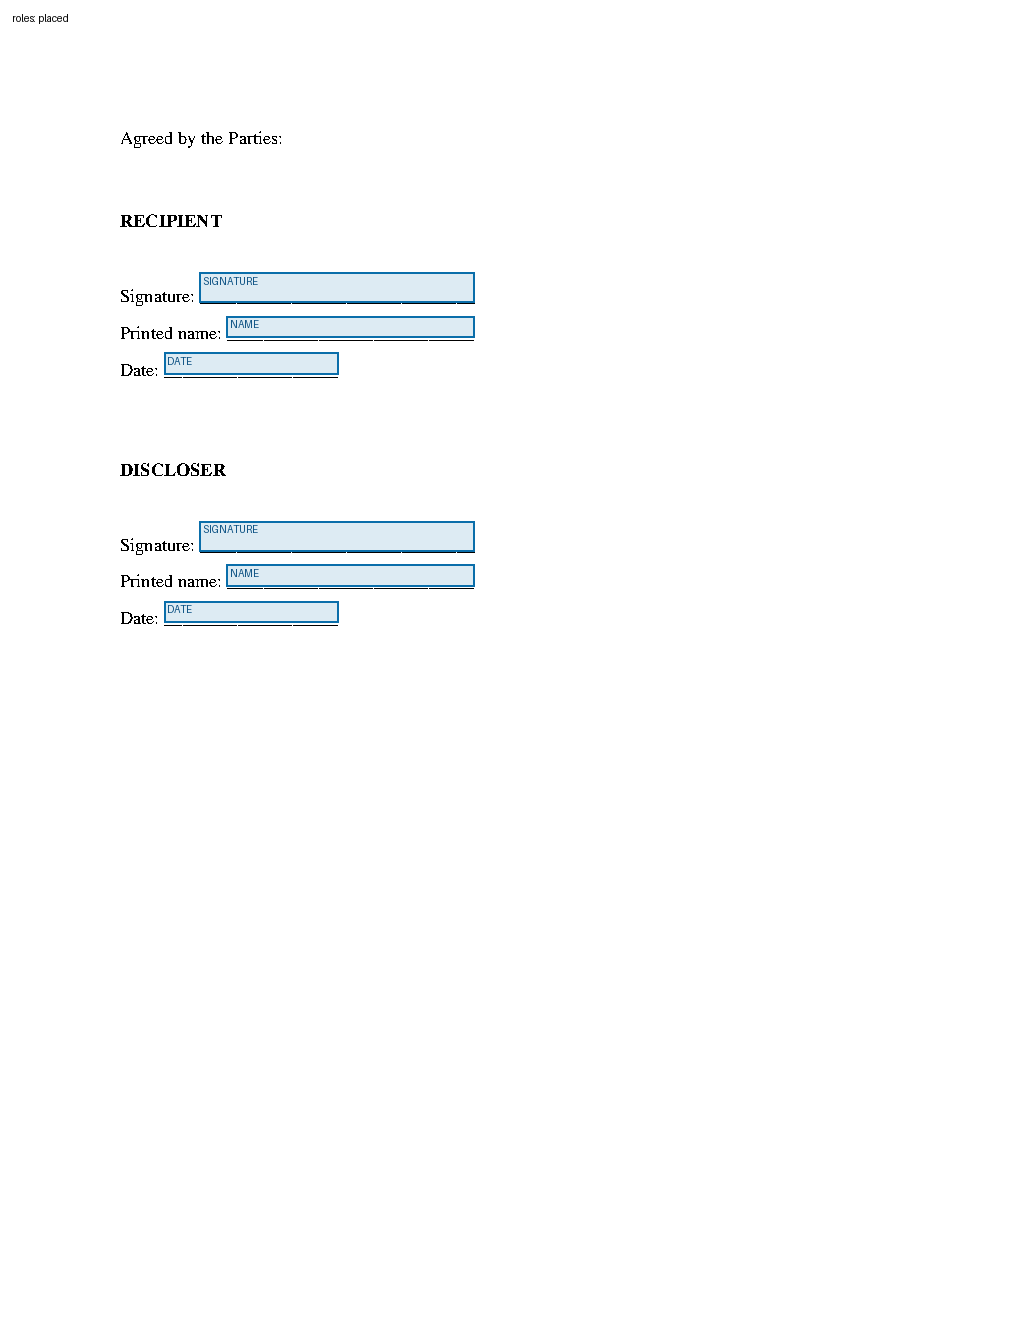 roles: placed
Agreed by the Parties:
RECIPIENT
Signature: SIGNATURE
Printed name: NAME
Date: DATE
DISCLOSER
Signature: SIGNATURE
Printed name: NAME
Date: DATE